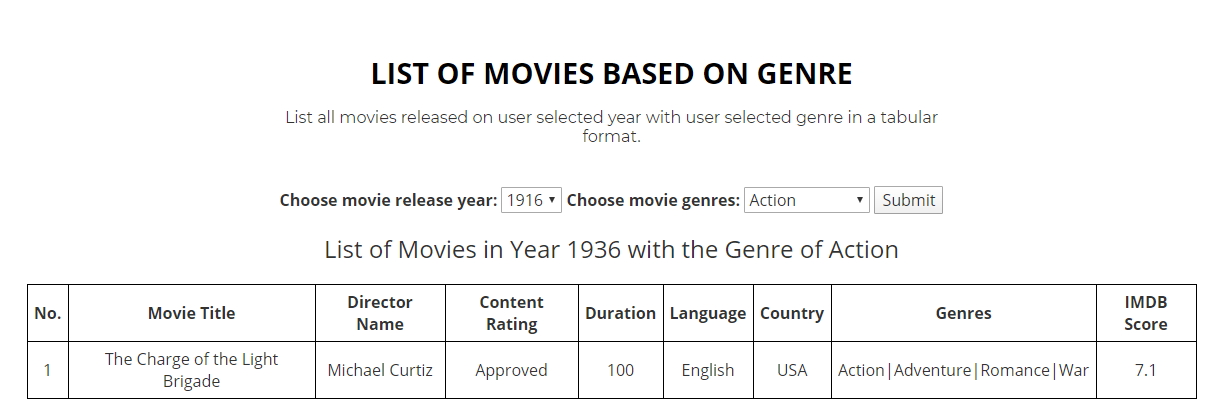 LIST OF MOVIES BASED ON GENRE
List all movies released on user selected year with user selected genre in a tabular
format.
Choose movie release year: 1916 Choose movie genres: Action Submit
List of Movies in Year 1936 with the Genre of Action
No. Movie Title Director Name Content Rating Duration Language Country Genres IMDB Score
1 The Charge of the Light Brigade Michael Curtiz Approved 100 English USA Action|Adventure|Romance|War 7.1